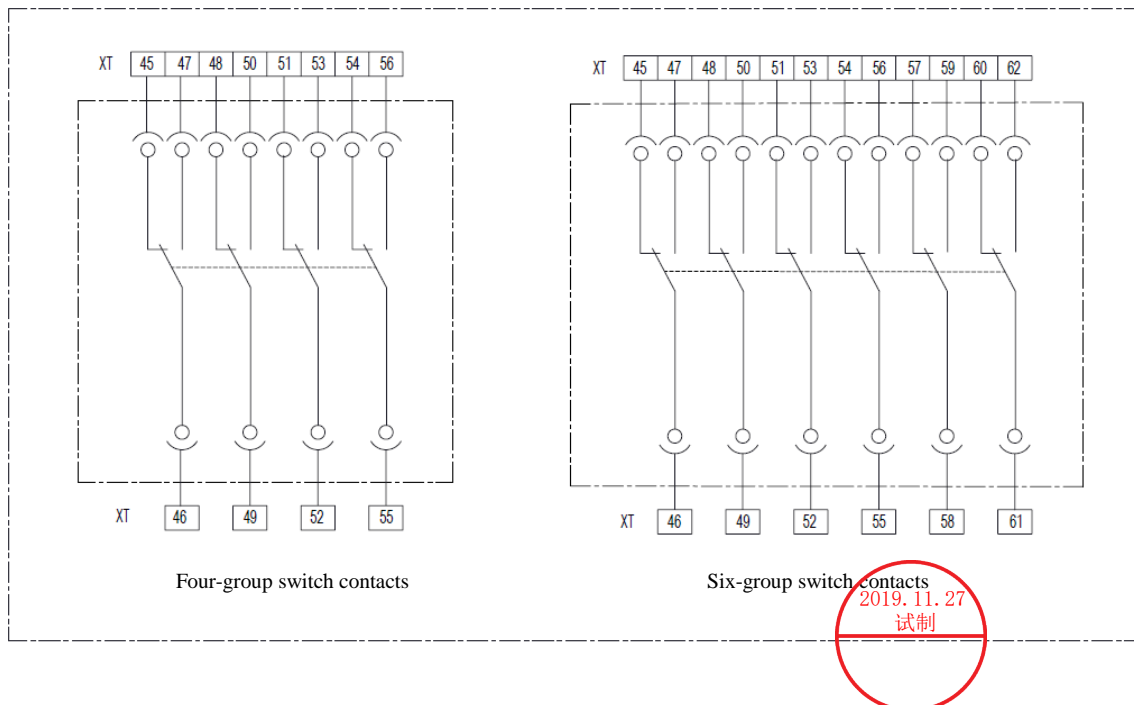 XT 45 47 48 50 51 53 54 56
XT 46 49 52 55
Four-group switch contacts
XT 45 47 48 50 51 53 54 56 57 59 60 62
XT 46 49 52 55 58 61
Six-group switch contacts
2019.11.27
试制